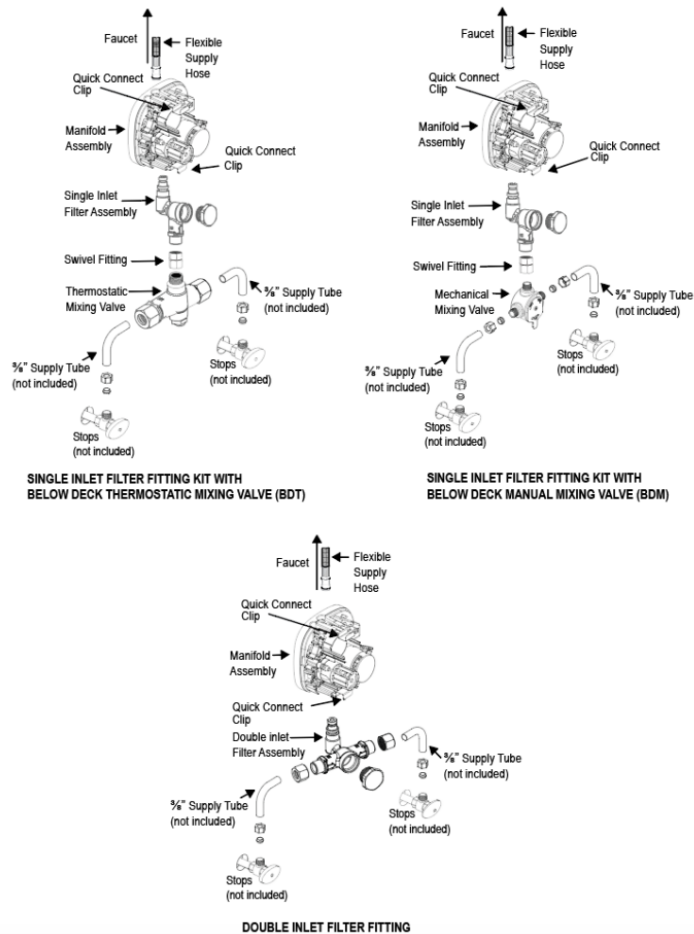 Faucet
Flexible
Supply
Hose
Quick Connect
Clip
Manifold
Assembly
Quick Connect
Clip
Single Inlet
Filter Assembly
Swivel Fitting
Thermostatic
Mixing Valve
⅜" Supply Tube
(not included)
⅜" Supply Tube
(not included)
Stops
(not included)
Stops
(not included)
SINGLE INLET FILTER FITTING KIT WITH
BELOW DECK THERMOSTATIC MIXING VALVE (BDT)
Faucet
Flexible
Supply
Hose
Quick Connect
Clip
Manifold
Assembly
Quick Connect
Clip
Single Inlet
Filter Assembly
Swivel Fitting
Mechanical
Mixing Valve
⅜" Supply Tube
(not included)
Stops
(not included)
⅜" Supply Tube
(not included)
Stops
(not included)
SINGLE INLET FILTER FITTING KIT WITH
BELOW DECK MANUAL MIXING VALVE (BDM)
Faucet
Flexible
Supply
Hose
Quick Connect
Clip
Manifold
Assembly
Quick Connect
Clip
Double inlet
Filter Assembly
⅜" Supply Tube
(not included)
⅜" Supply Tube
(not included)
Stops
(not included)
Stops
(not included)
DOUBLE INLET FILTER FITTING